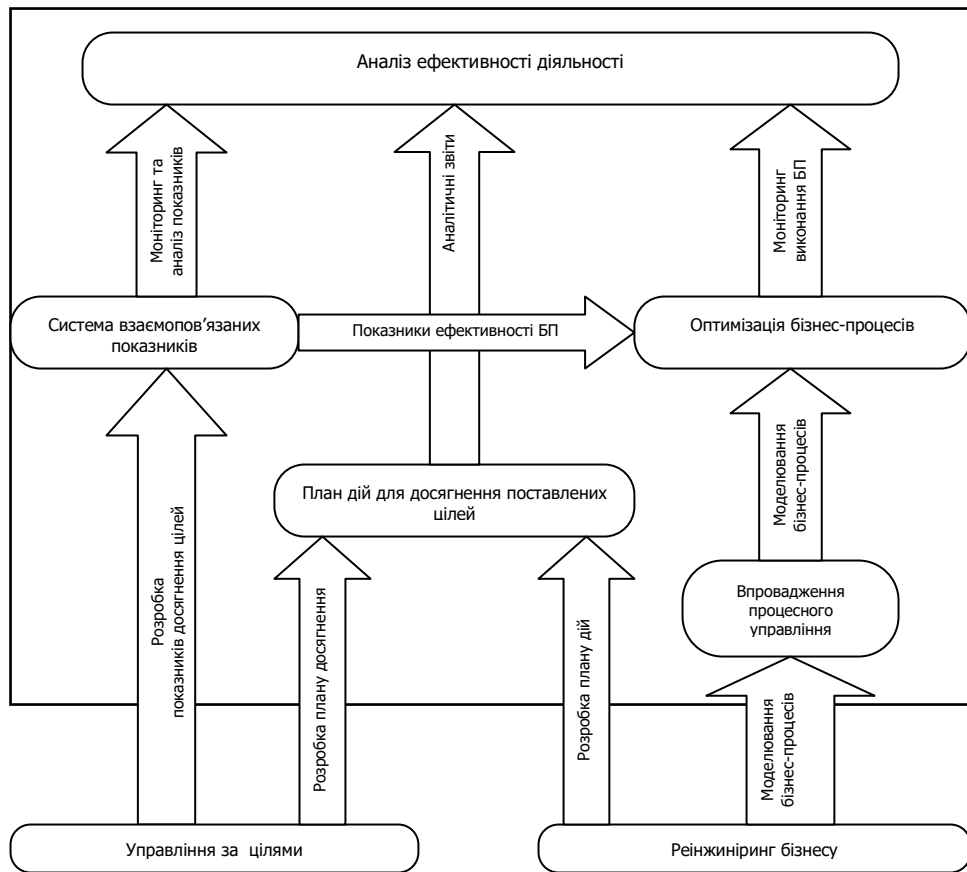 Аналіз ефективності діяльності
Моніторинг та
аналіз показників
Аналітичні звіти
Моніторинг
виконання БП
Система взаємопов’язаних
показників
Показники ефективності БП
Оптимізація бізнес-процесів
План дій для досягнення поставлених
цілей
Моделювання
бізнес-процесів
Впровадження
процесного
управління
Розробка
показників досягнення цілей
Розробка плану досягнення
Розробка плану дій
Моделювання
бізнес-процесів
Управління за цілями
Реінжиніринг бізнесу